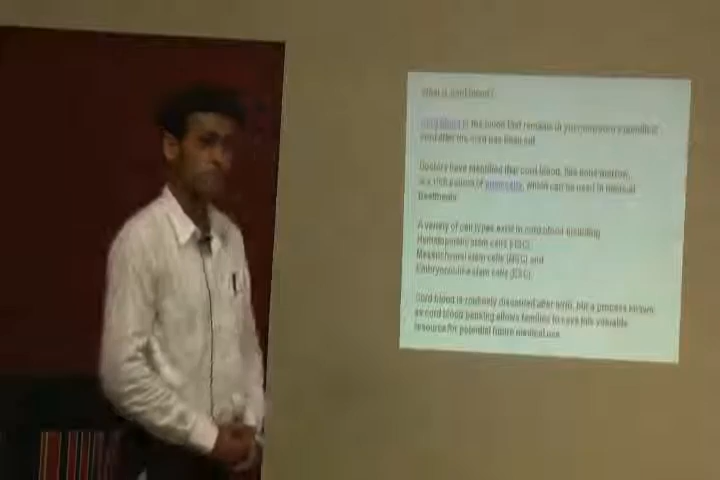 What is cord blood?
Cord blood is the blood that remains in your newborn's umbilical
cord after the cord has been cut
Doctors have identified that cord blood, like bone marrow,
is a rich source of stem cells, which can be used in medical
treatments
A variety of cell types exist in cord blood including
Hematopoietic stem cells (HSC)
Mesenchymal stem cells (MSC) and
Embryonic-like stem cells (ESC)
Cord blood is routinely discarded after birth, but a process known
as cord blood banking allows families to save this valuable
resource for potential future medical use